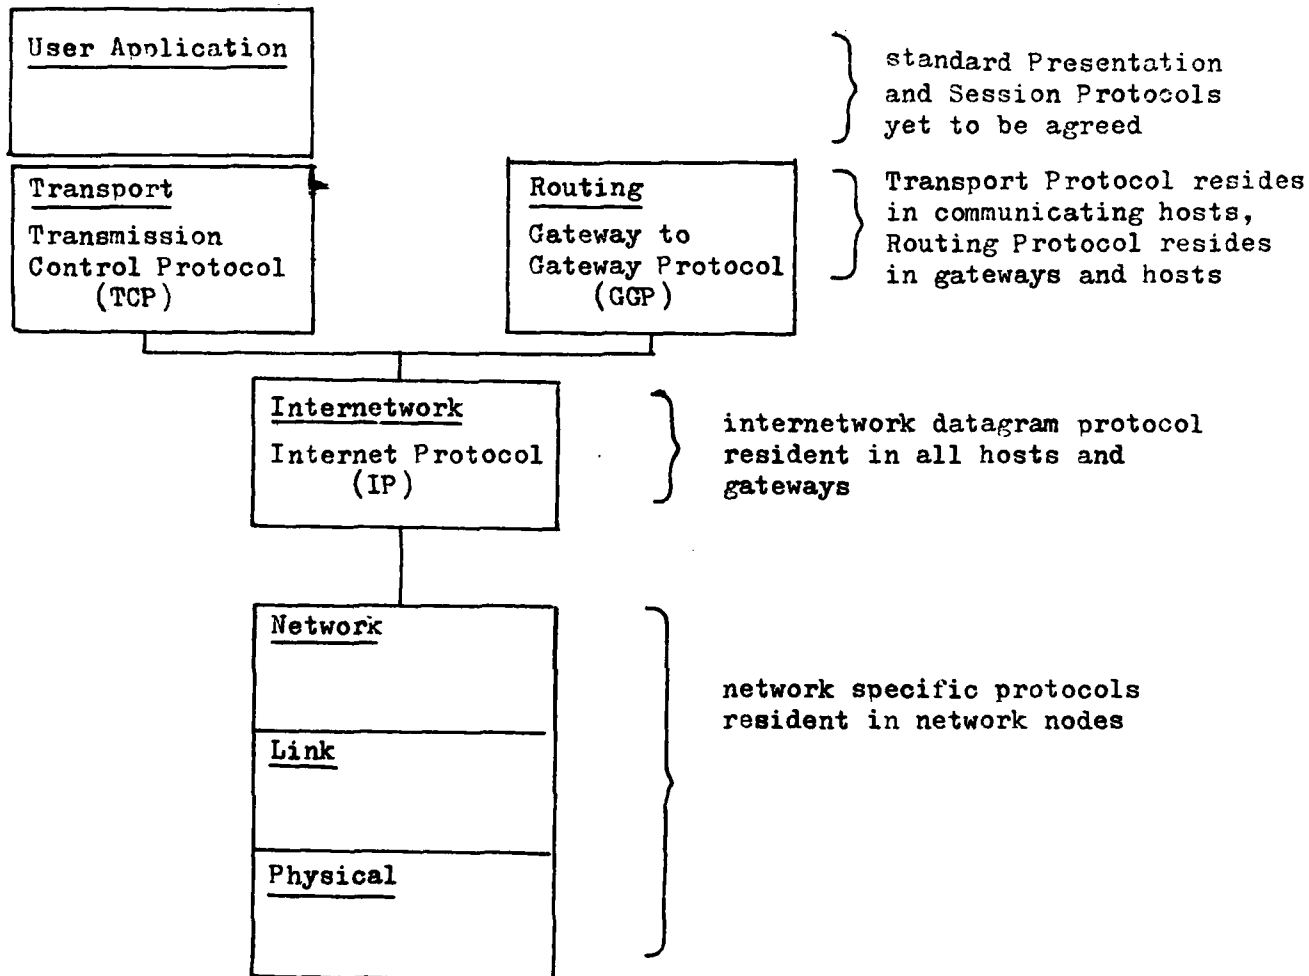 User Application
standard Presentation
and Session Protocols
yet to be agreed
Transport
Transmission
Control Protocol
(TCP)
Routing
Gateway to
Gateway Protocol
(GGP)
Transport Protocol resides
in communicating hosts,
Routing Protocol resides
in gateways and hosts
Internetwork
Internet Protocol
(IP)
internetwork datagram protocol
resident in all hosts and
gateways
Network
Link
Physical
network specific protocols
resident in network nodes